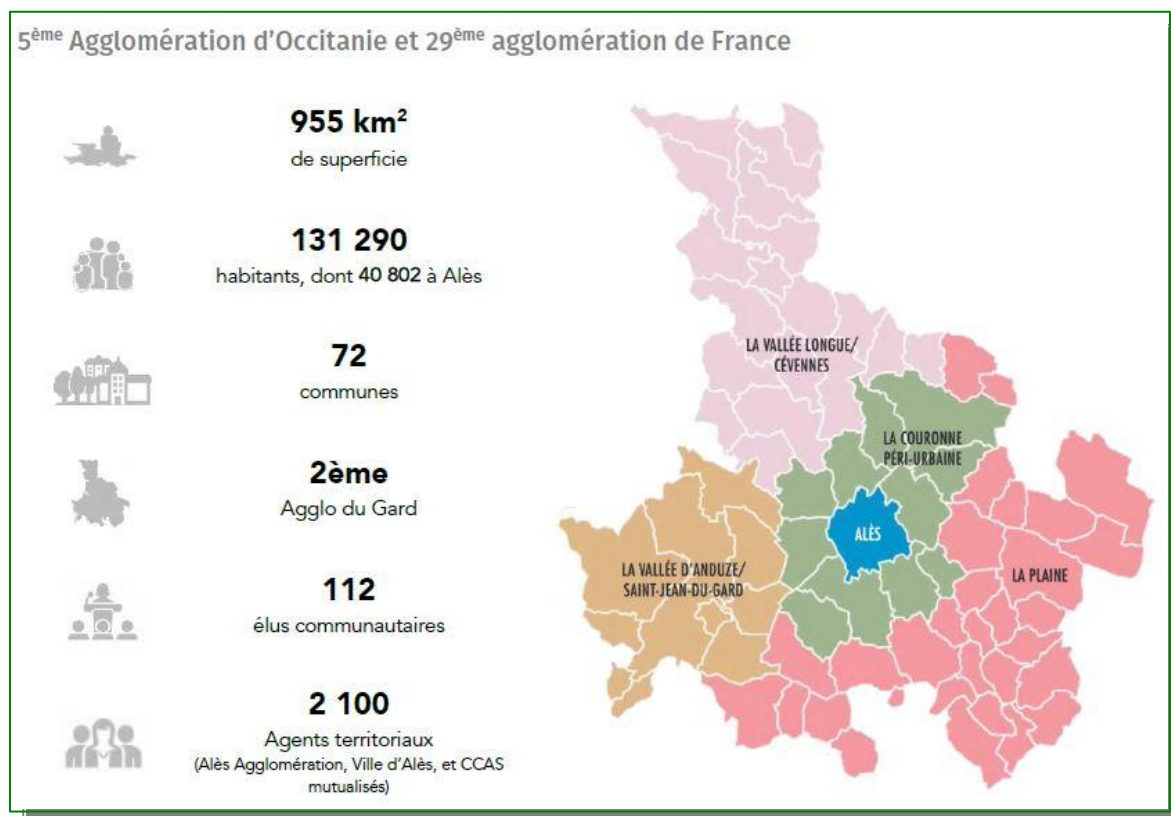 5ème Agglomération d'Occitanie et 29ème agglomération de France
955 km²
de superficie
131 290
habitants, dont 40 802 à Alès
72
communes
2ème
Agglo du Gard
112
élus communautaires
2 100
Agents territoriaux
(Alès Agglomération, Ville d'Alès, et CCAS
mutualisés)
LA VALLÉE LONGUE/
CÉVENNES
LA COURONNE
PÉRI-URBAINE
ALÈS
LA VALLÉE D'ANDUZE/
SAINT-JEAN-DU-GARD
LA PLAINE